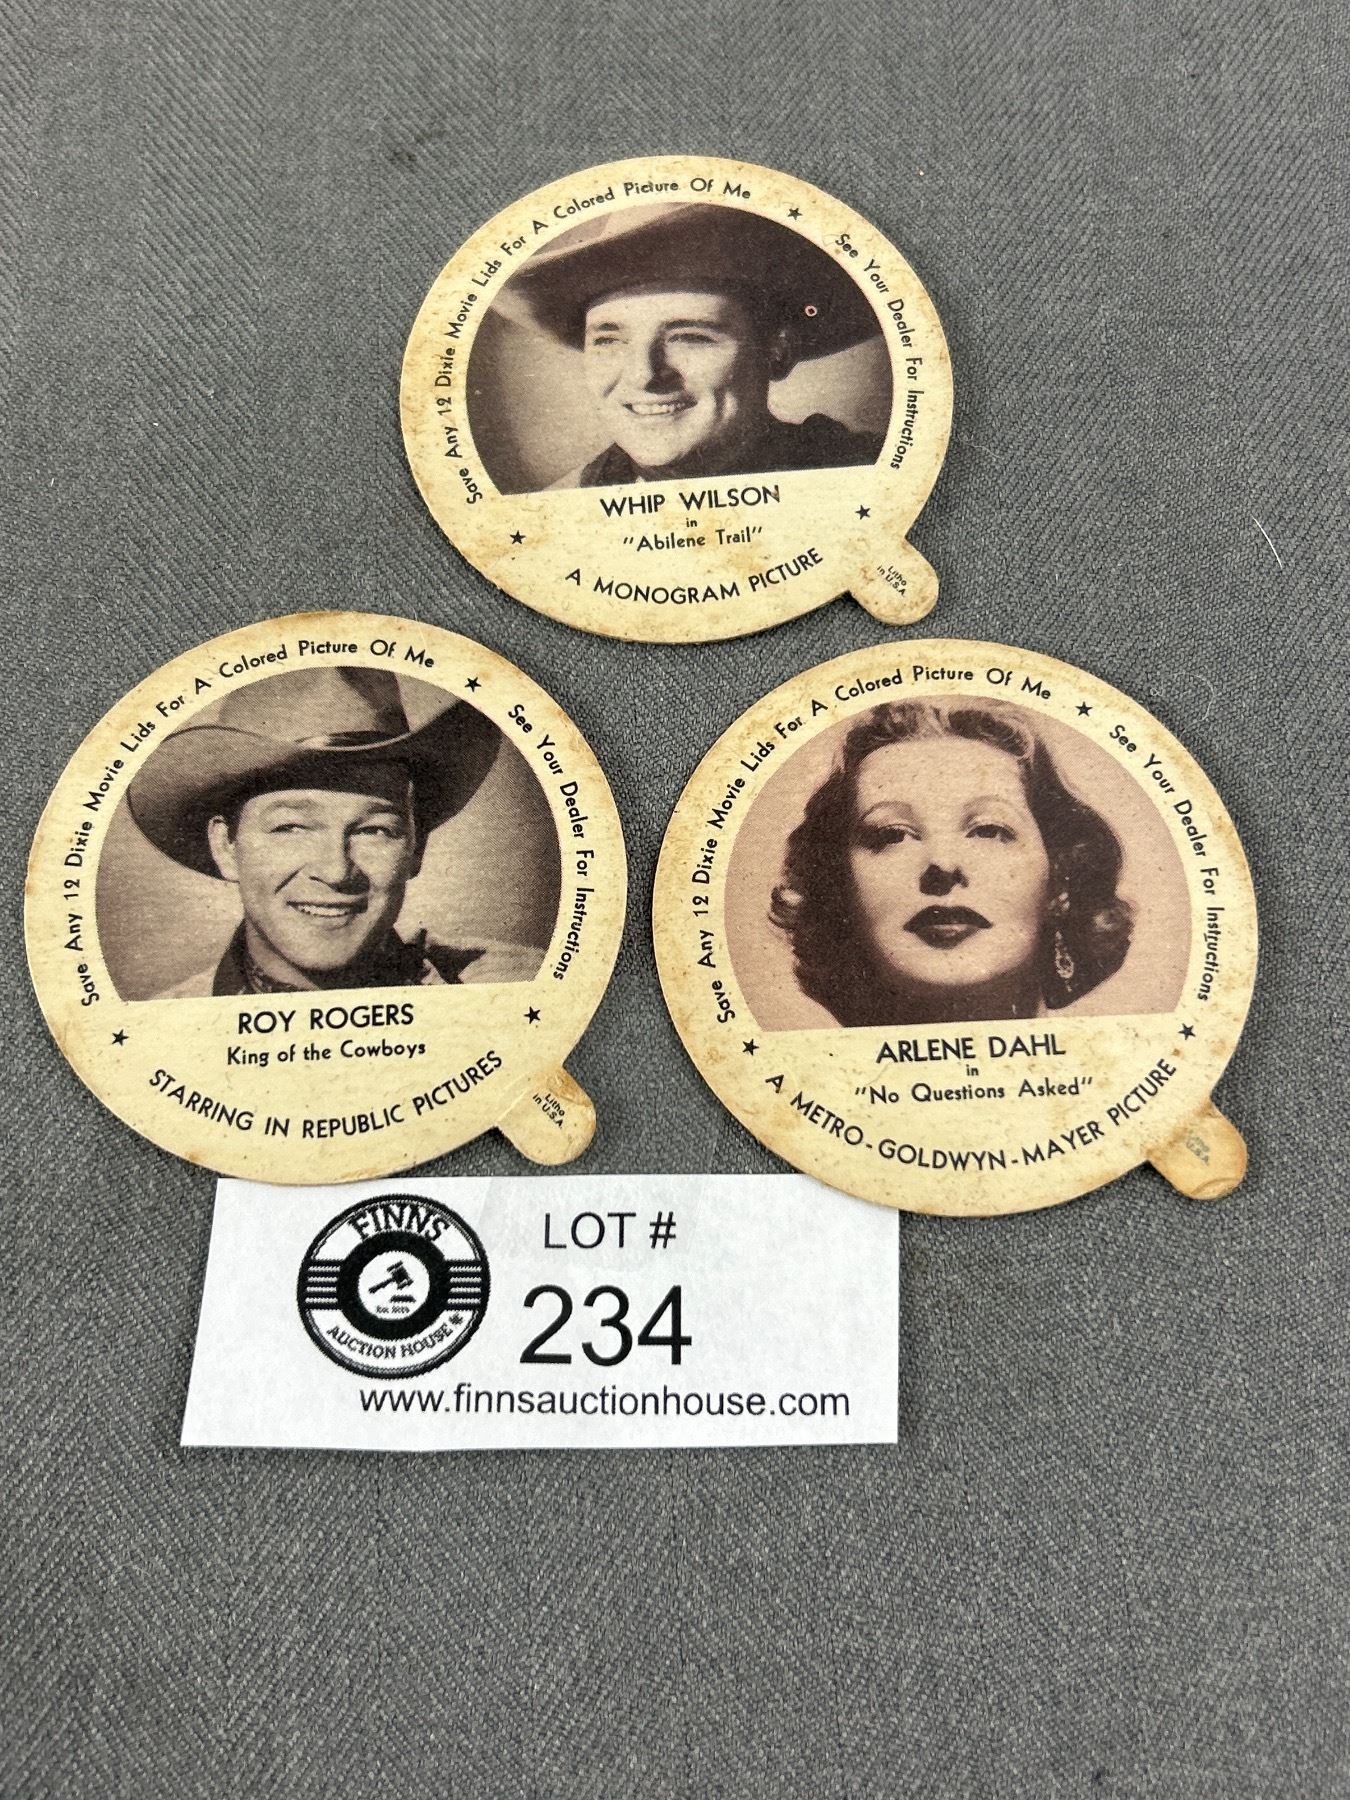 Save Any 12 Dixie Movie Lids For A Colored Picture Of Me ★ See Your Dealer For Instructions
WHIP WILSON
in
"Abilene Trail"
★ ★
A MONOGRAM PICTURE
Litho
in U.S.A.
Save Any 12 Dixie Movie Lids For A Colored Picture Of Me ★ See Your Dealer For Instructions
ROY ROGERS
King of the Cowboys
★ ★
STARRING IN REPUBLIC PICTURES
Litho
in U.S.A.
Save Any 12 Dixie Movie Lids For A Colored Picture Of Me ★ See Your Dealer For Instructions
ARLENE DAHL
in
"No Questions Asked"
★ ★
A METRO-GOLDWYN-MAYER PICTURE
FINNS
AUCTION HOUSE
LOT #
234
www.finnsauctionhouse.com